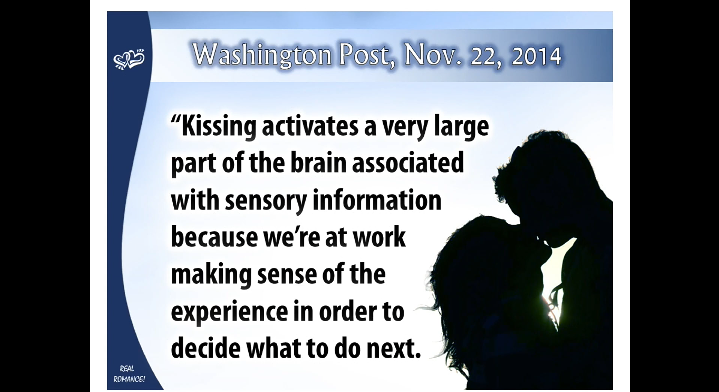 Washington Post, Nov. 22, 2014
“Kissing activates a very large
part of the brain associated
with sensory information
because we’re at work
making sense of the
experience in order to
decide what to do next.
REAL
ROMANCE!